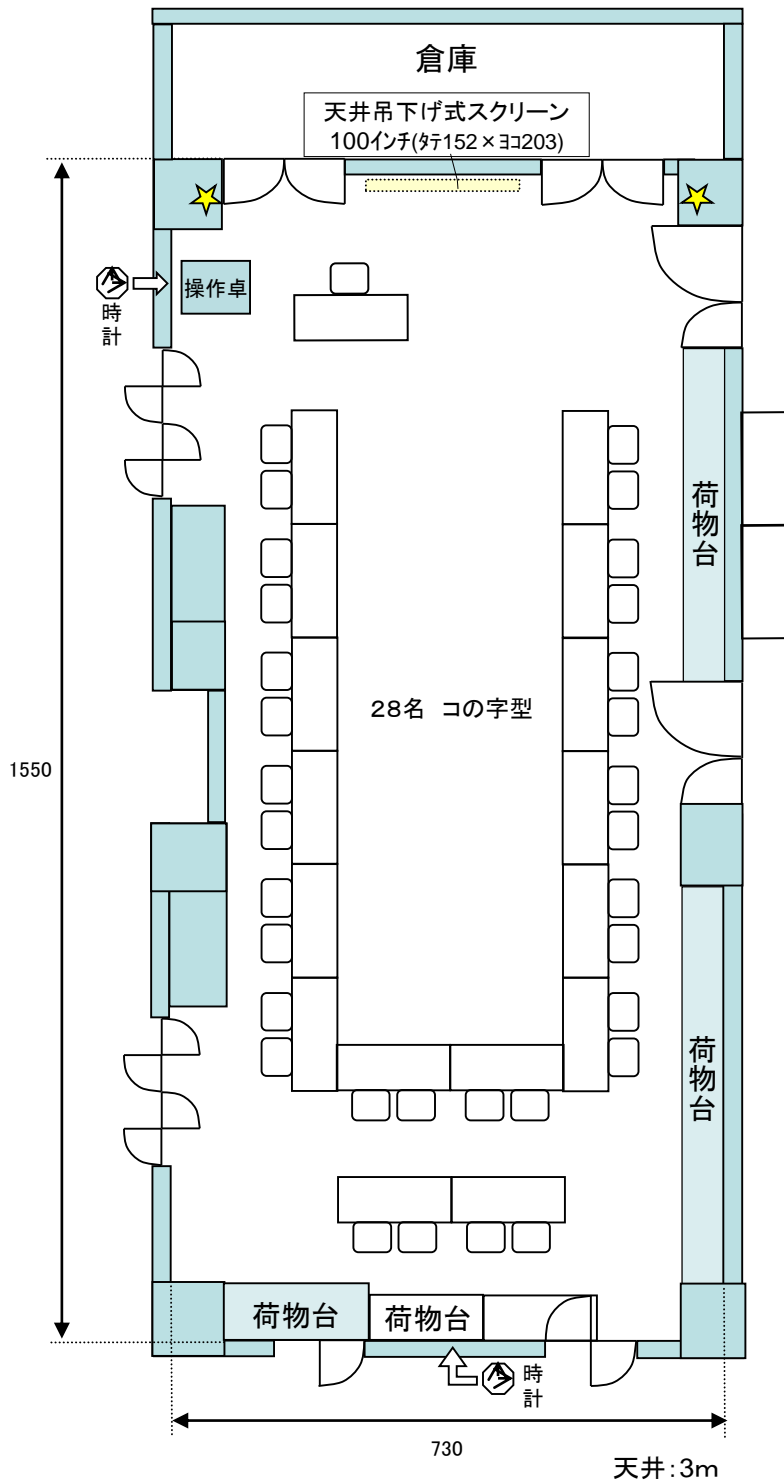 倉庫
天井吊下げ式スクリーン
100インチ(ﾀﾃ152×ﾖｺ203)
操作卓
時計
荷物台
28名 コの字型
1550
荷物台
荷物台
荷物台
時計
730
天井:3m